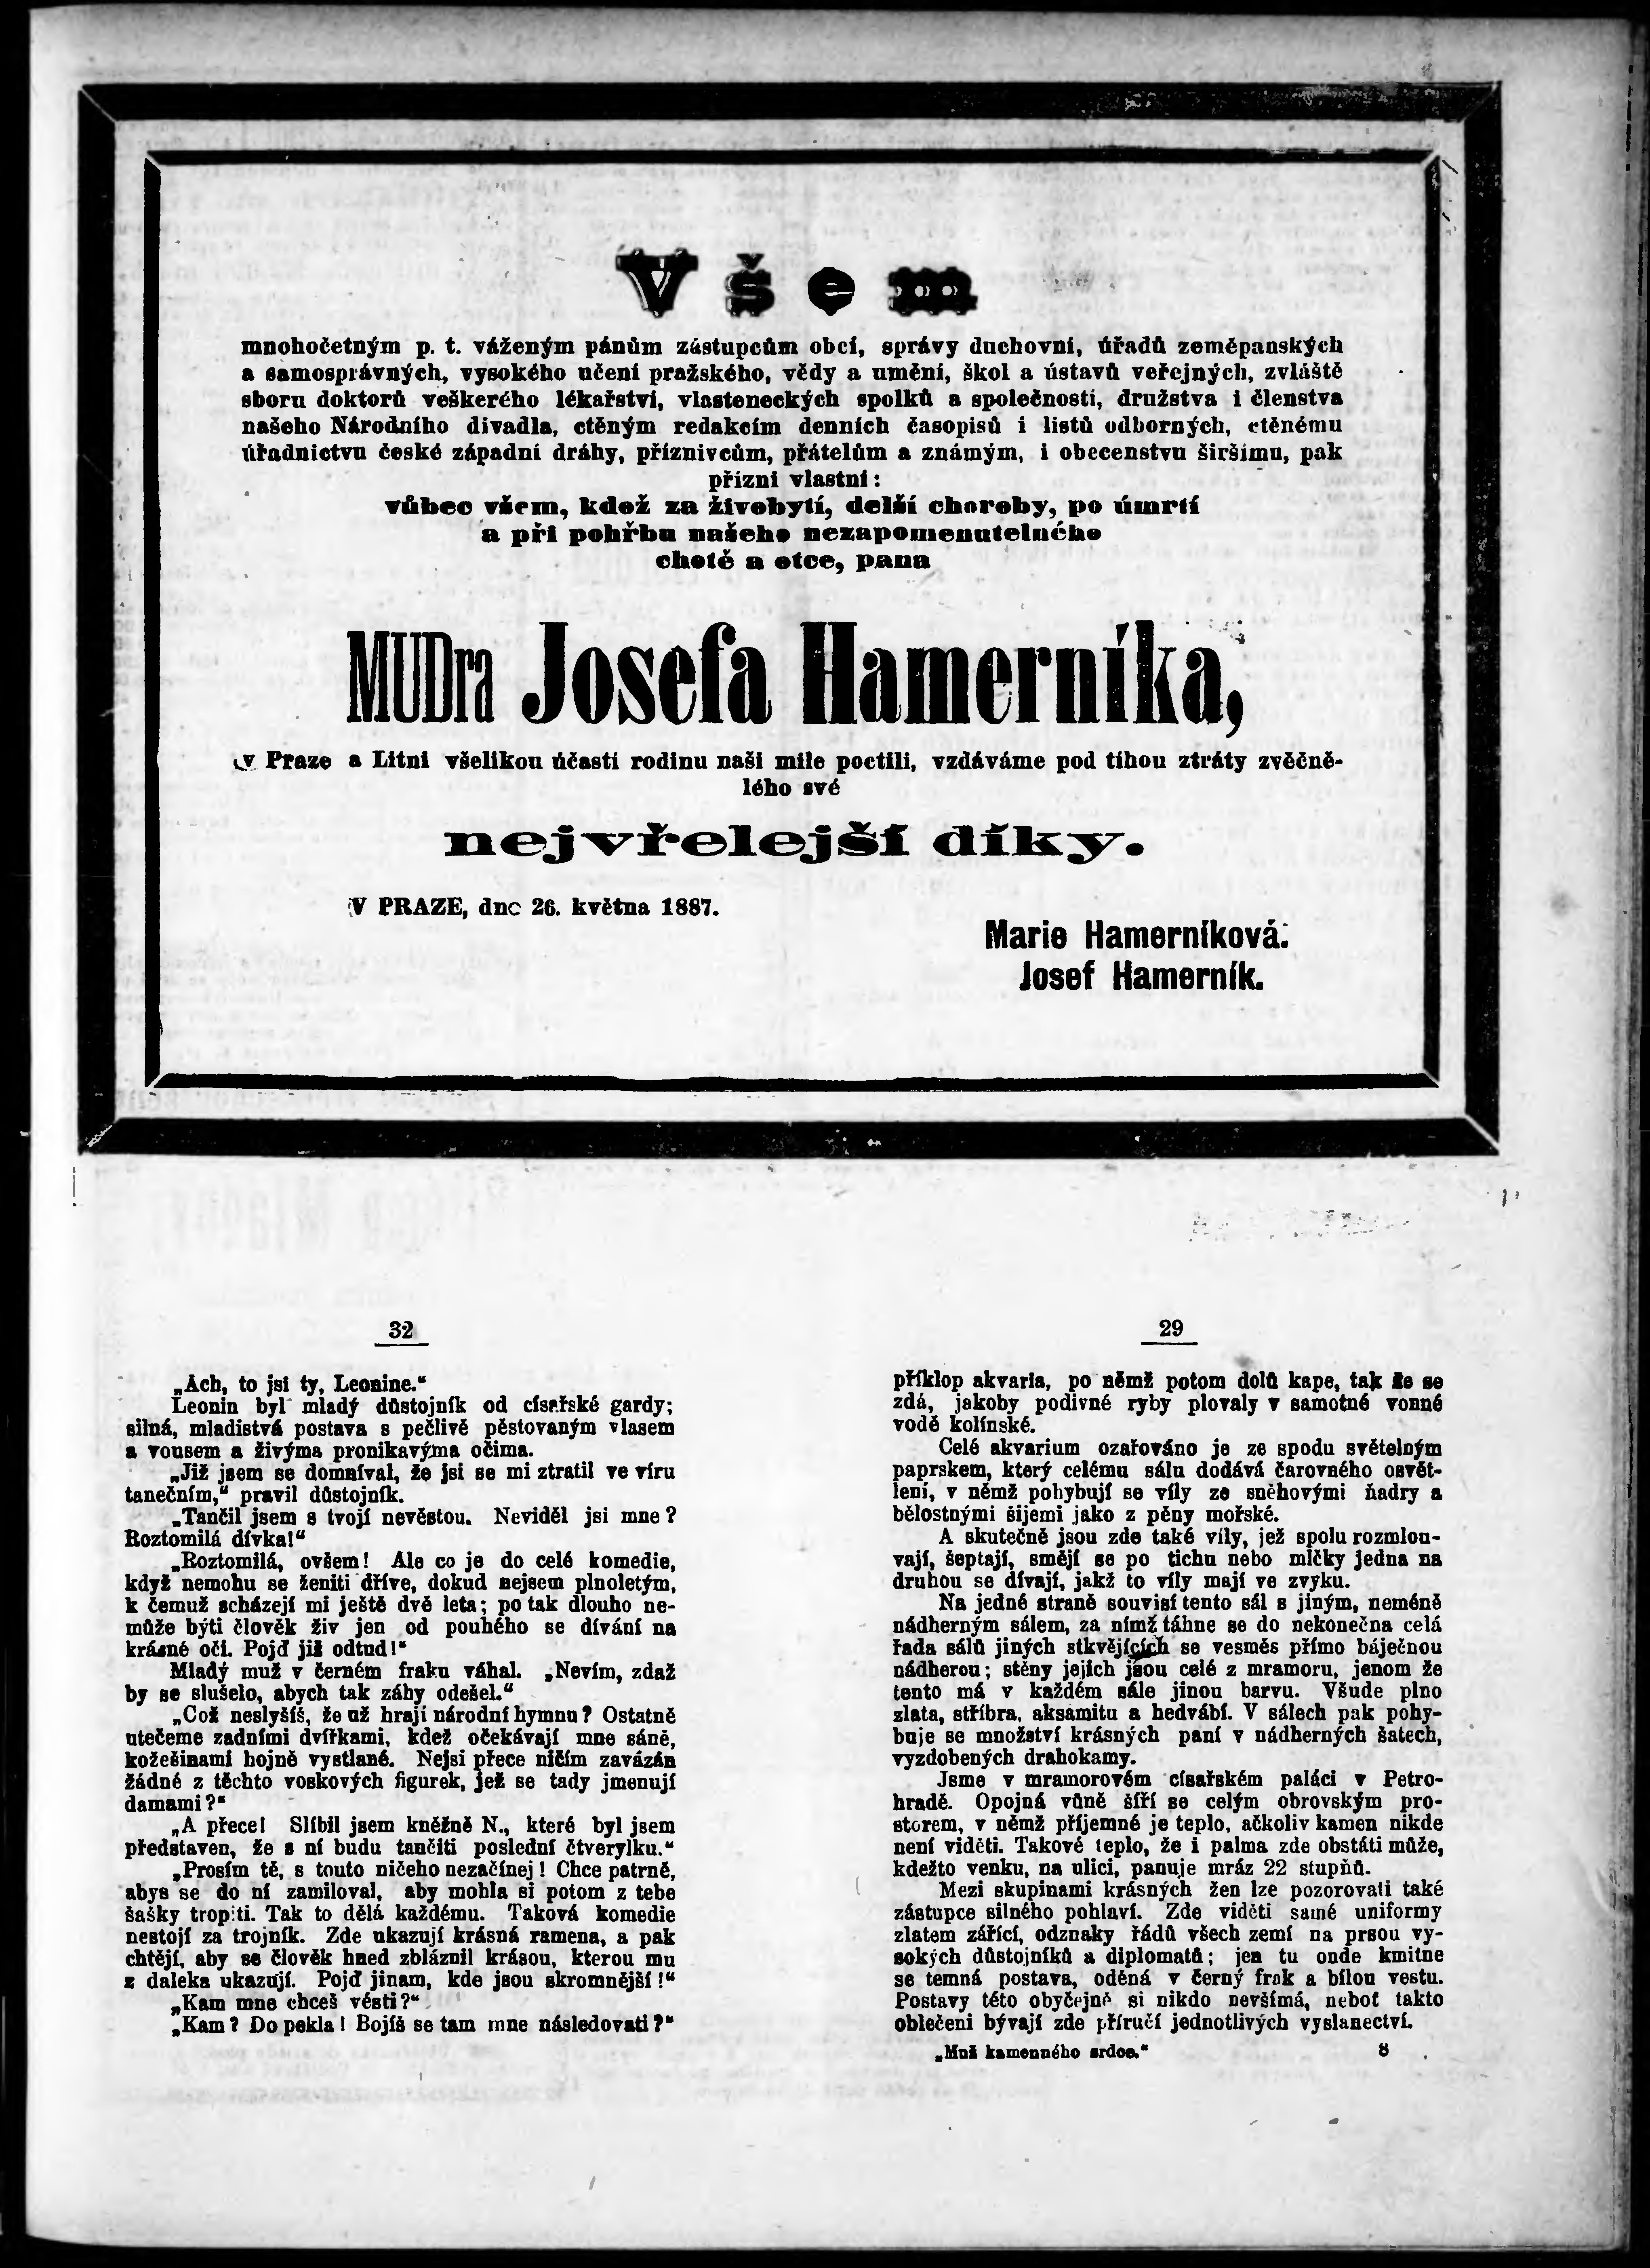 Všem
mnohočetným p. t. váženým pánům zástupcům obcí, správy duchovní, úřadů zeměpanských
a samosprávných, vysokého učení pražského, vědy a umění, škol a ústavů veřejných, zvláště
sboru doktorů veškerého lékařství, vlasteneckých spolků a společností, družstva i členstva
našeho Národního divadla, ctěným redakcím denních časopisů i listů odborných, ctěnému
úřadnictvu české západní dráhy, příznivcům, přátelům a známým, i obecenstvu širšímu, pak
přízni vlastní:
vůbec všem, kdež za živobytí, delší choroby, po úmrtí
a při pohřbu našeho nezapomenutelného
chotě a otce, pana
MUDra Josefa Hamerníka,
v Praze a Litni všelikou účastí rodinu naši mile poctili, vzdáváme pod tíhou ztráty zvěčně-
lého své
nejvřelejší díky.
V PRAZE, dne 26. května 1887.
Marie Hamerníková.
Josef Hamerník.
32
„Ach, to jsi ty, Leonine.“
Leonin byl mladý důstojník od císařské gardy;
silná, mladistvá postava s pečlivě pěstovaným vlasem
a vousem a živýma pronikavýma očima.
„Již jsem se domníval, že jsi se mi ztratil ve víru
tanečním,“ pravil důstojník.
„Tančil jsem s tvojí nevěstou. Neviděl jsi mne?
Roztomilá dívka!“
„Roztomilá, ovšem! Ale co je do celé komedie,
když nemohu se ženiti dříve, dokud nejsem plnoletým,
k čemuž scházejí mi ještě dvě leta; po tak dlouho ne-
může býti člověk živ jen od pouhého se dívání na
krásné oči. Pojď již odtud!“
Mladý muž v černém fraku váhal. „Nevím, zdaž
by se slušelo, abych tak záhy odešel.“
„Což neslyšíš, že už hrají národní hymnu? Ostatně
utečeme zadními dvířkami, kdež očekávají mne sáně,
kožešinami hojně vystlané. Nejsi přece ničím zavázán
žádné z těchto voskových figurek, jež se tady jmenují
damami?“
„A přece! Slíbil jsem kněžně N., které byl jsem
představen, že s ní budu tančiti poslední čtverylku.“
„Prosím tě, s touto ničeho nezačínej! Chce patrně,
abys se do ní zamiloval, aby mohla si potom z tebe
šašky tropiti. Tak to dělá každému. Taková komedie
nestojí za trojník. Zde ukazují krásná ramena, a pak
chtějí, aby se člověk hned zbláznil krásou, kterou mu
z daleka ukazují. Pojď jinam, kde jsou skromnější!“
„Kam mne chceš vésti?“
„Kam? Do pekla! Bojíš se tam mne následovati?“
29
příklop akvaria, po němž potom dolů kape, tak že se
zdá, jakoby podivné ryby plovaly v samotné vonné
vodě kolínské.
Celé akvarium ozařováno je ze spodu světelným
paprskem, který celému sálu dodává čarovného osvět-
lení, v němž pohybují se víly ze sněhovými ňadry a
bělostnými šijemi jako z pěny mořské.
A skutečně jsou zde také víly, jež spolu rozmlou-
vají, šeptají, smějí se po tichu nebo mlčky jedna na
druhou se dívají, jakž to víly mají ve zvyku.
Na jedné straně souvisí tento sál s jiným, neméně
nádherným sálem, za nímž táhne se do nekonečna celá
řada sálů jiných stkvějících se vesměs přímo báječnou
nádherou; stěny jejich jsou celé z mramoru, jenom že
tento má v každém sále jinou barvu. Všude plno
zlata, stříbra, aksamitu a hedvábí. V sálech pak pohy-
buje se množství krásných paní v nádherných šatech,
vyzdobených drahokamy.
Jsme v mramorovém císařském paláci v Petro-
hradě. Opojná vůně šíří se celým obrovským pro-
storem, v němž příjemné je teplo, ačkoliv kamen nikde
není viděti. Takové teplo, že i palma zde obstáti může,
kdežto venku, na ulici, panuje mráz 22 stupňů.
Mezi skupinami krásných žen lze pozorovati také
zástupce silného pohlaví. Zde viděti samé uniformy
zlatem zářící, odznaky řádů všech zemí na prsou vy-
sokých důstojníků a diplomatů; jen tu onde kmitne
se temná postava, oděná v černý frak a bílou vestu.
Postavy této obyčejně si nikdo nevšímá, neboť takto
oblečeni bývají zde příručí jednotlivých vyslanectví.
„Muž kamenného srdce.“ 8